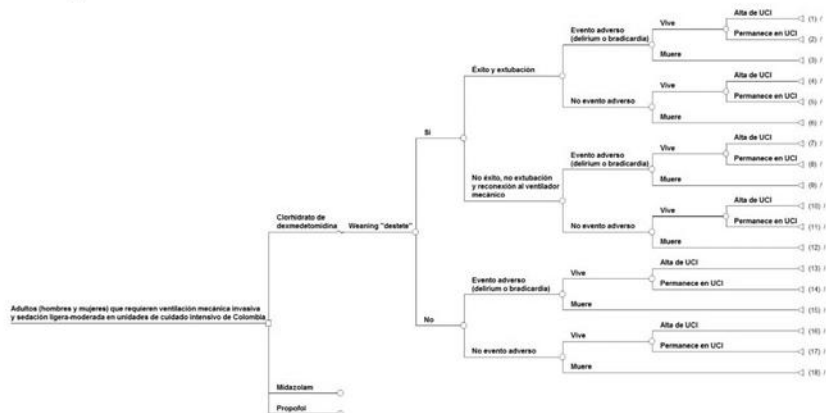 Alta de UCI
(1) /
Vive
Evento adverso
(delirium o bradicardia)
Permanece en UCI
(2) /
Muere
(3) /
Éxito y extubación
Alta de UCI
(4) /
Vive
Permanece en UCI
(5) /
No evento adverso
Muere
(6) /
Si
Alta de UCI
(7) /
Vive
Evento adverso
(delirium o bradicardia)
Permanece en UCI
(8) /
No éxito, no extubación
y reconexión al ventilador
mecánico
Muere
(9) /
Alta de UCI
(10) /
Vive
Permanece en UCI
(11) /
No evento adverso
Muere
(12) /
Clorhidrato de
dexmedetomidina
Weaning "destete"
Alta de UCI
(13) /
Vive
Evento adverso
(delirium o bradicardia)
Permanece en UCI
(14) /
Muere
(15) /
Adultos (hombres y mujeres) que requieren ventilación mecánica invasiva
y sedación ligera-moderada en unidades de cuidado intensivo de Colombia
No
Alta de UCI
(16) /
Vive
Permanece en UCI
(17) /
No evento adverso
Muere
(18) /
Midazolam
Propofol